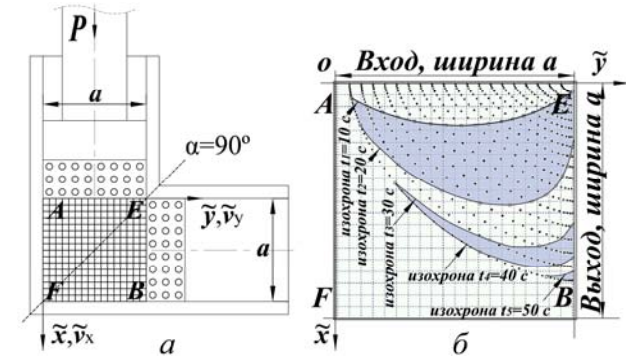 P
a
α=90º
A
E
ỹ,ṽy
a
F
B
x̃,ṽx
а
Вход, ширина a
o
ỹ
A
E
изохрона t₁=10 с
изохрона t₂=20 с
изохрона t₃=30 с
изохрона t₄=40 с
изохрона t₅=50 с
Выход, ширина a
F
B
x̃
б